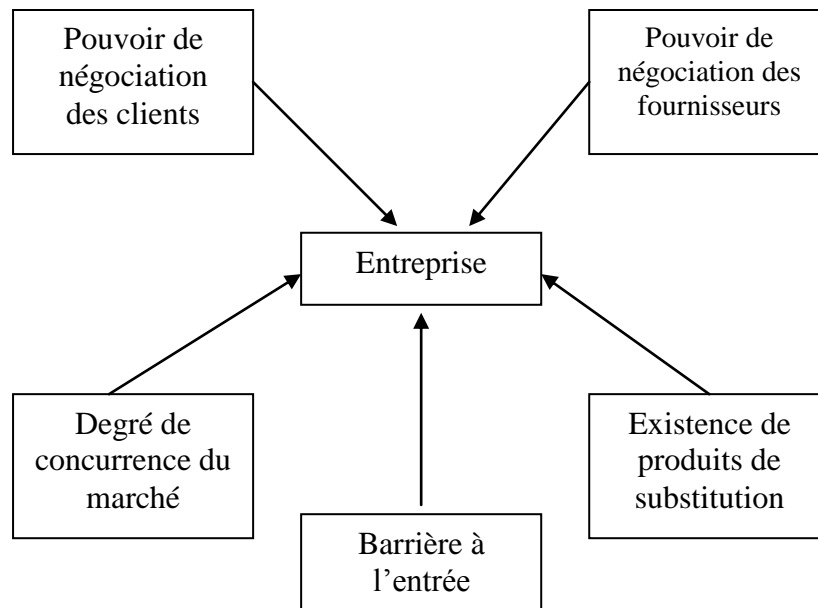 Pouvoir de
négociation
des clients
Pouvoir de
négociation des
fournisseurs
Entreprise
Degré de
concurrence du
marché
Existence de
produits de
substitution
Barrière à
l’entrée